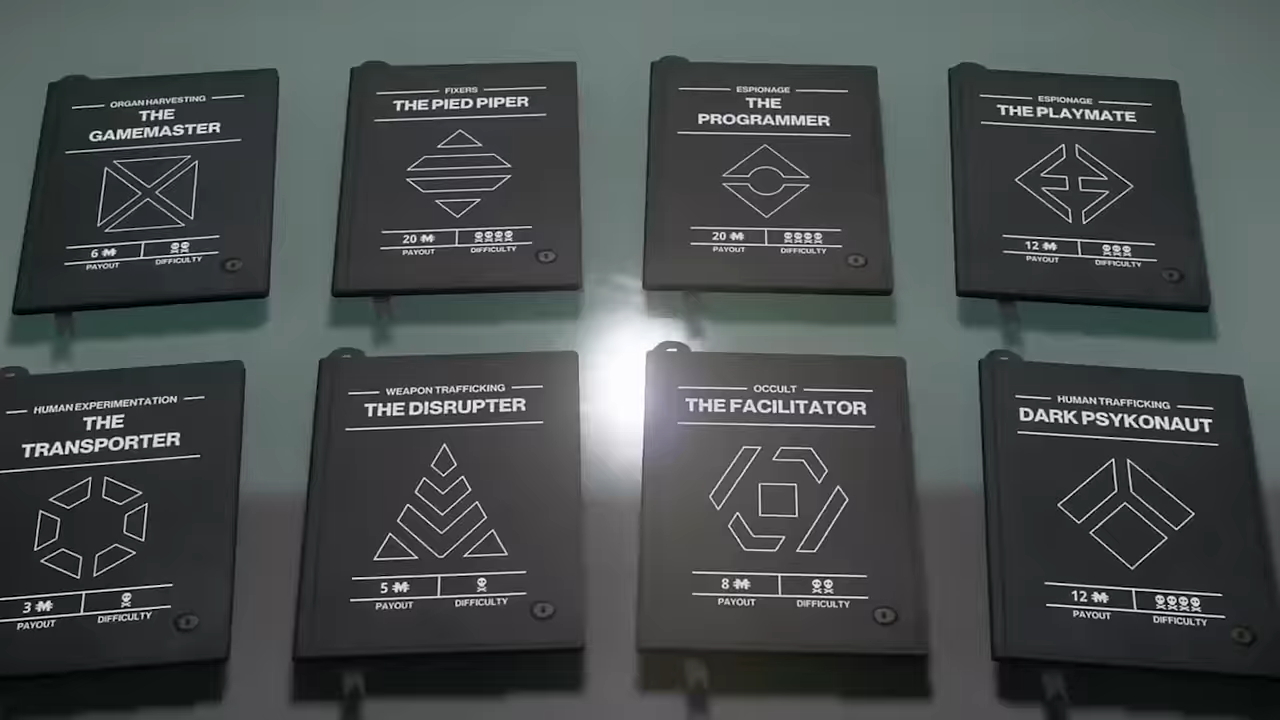 ORGAN HARVESTING
THE
GAMEMASTER
6
PAYOUT
DIFFICULTY
FIXERS
THE PIED PIPER
20
PAYOUT
DIFFICULTY
ESPIONAGE
THE
PROGRAMMER
20
PAYOUT
DIFFICULTY
ESPIONAGE
THE PLAYMATE
12
PAYOUT
DIFFICULTY
HUMAN EXPERIMENTATION
THE
TRANSPORTER
3
PAYOUT
DIFFICULTY
WEAPON TRAFFICKING
THE DISRUPTER
5
PAYOUT
DIFFICULTY
OCCULT
THE FACILITATOR
8
PAYOUT
DIFFICULTY
HUMAN TRAFFICKING
DARK PSYKONAUT
12
PAYOUT
DIFFICULTY